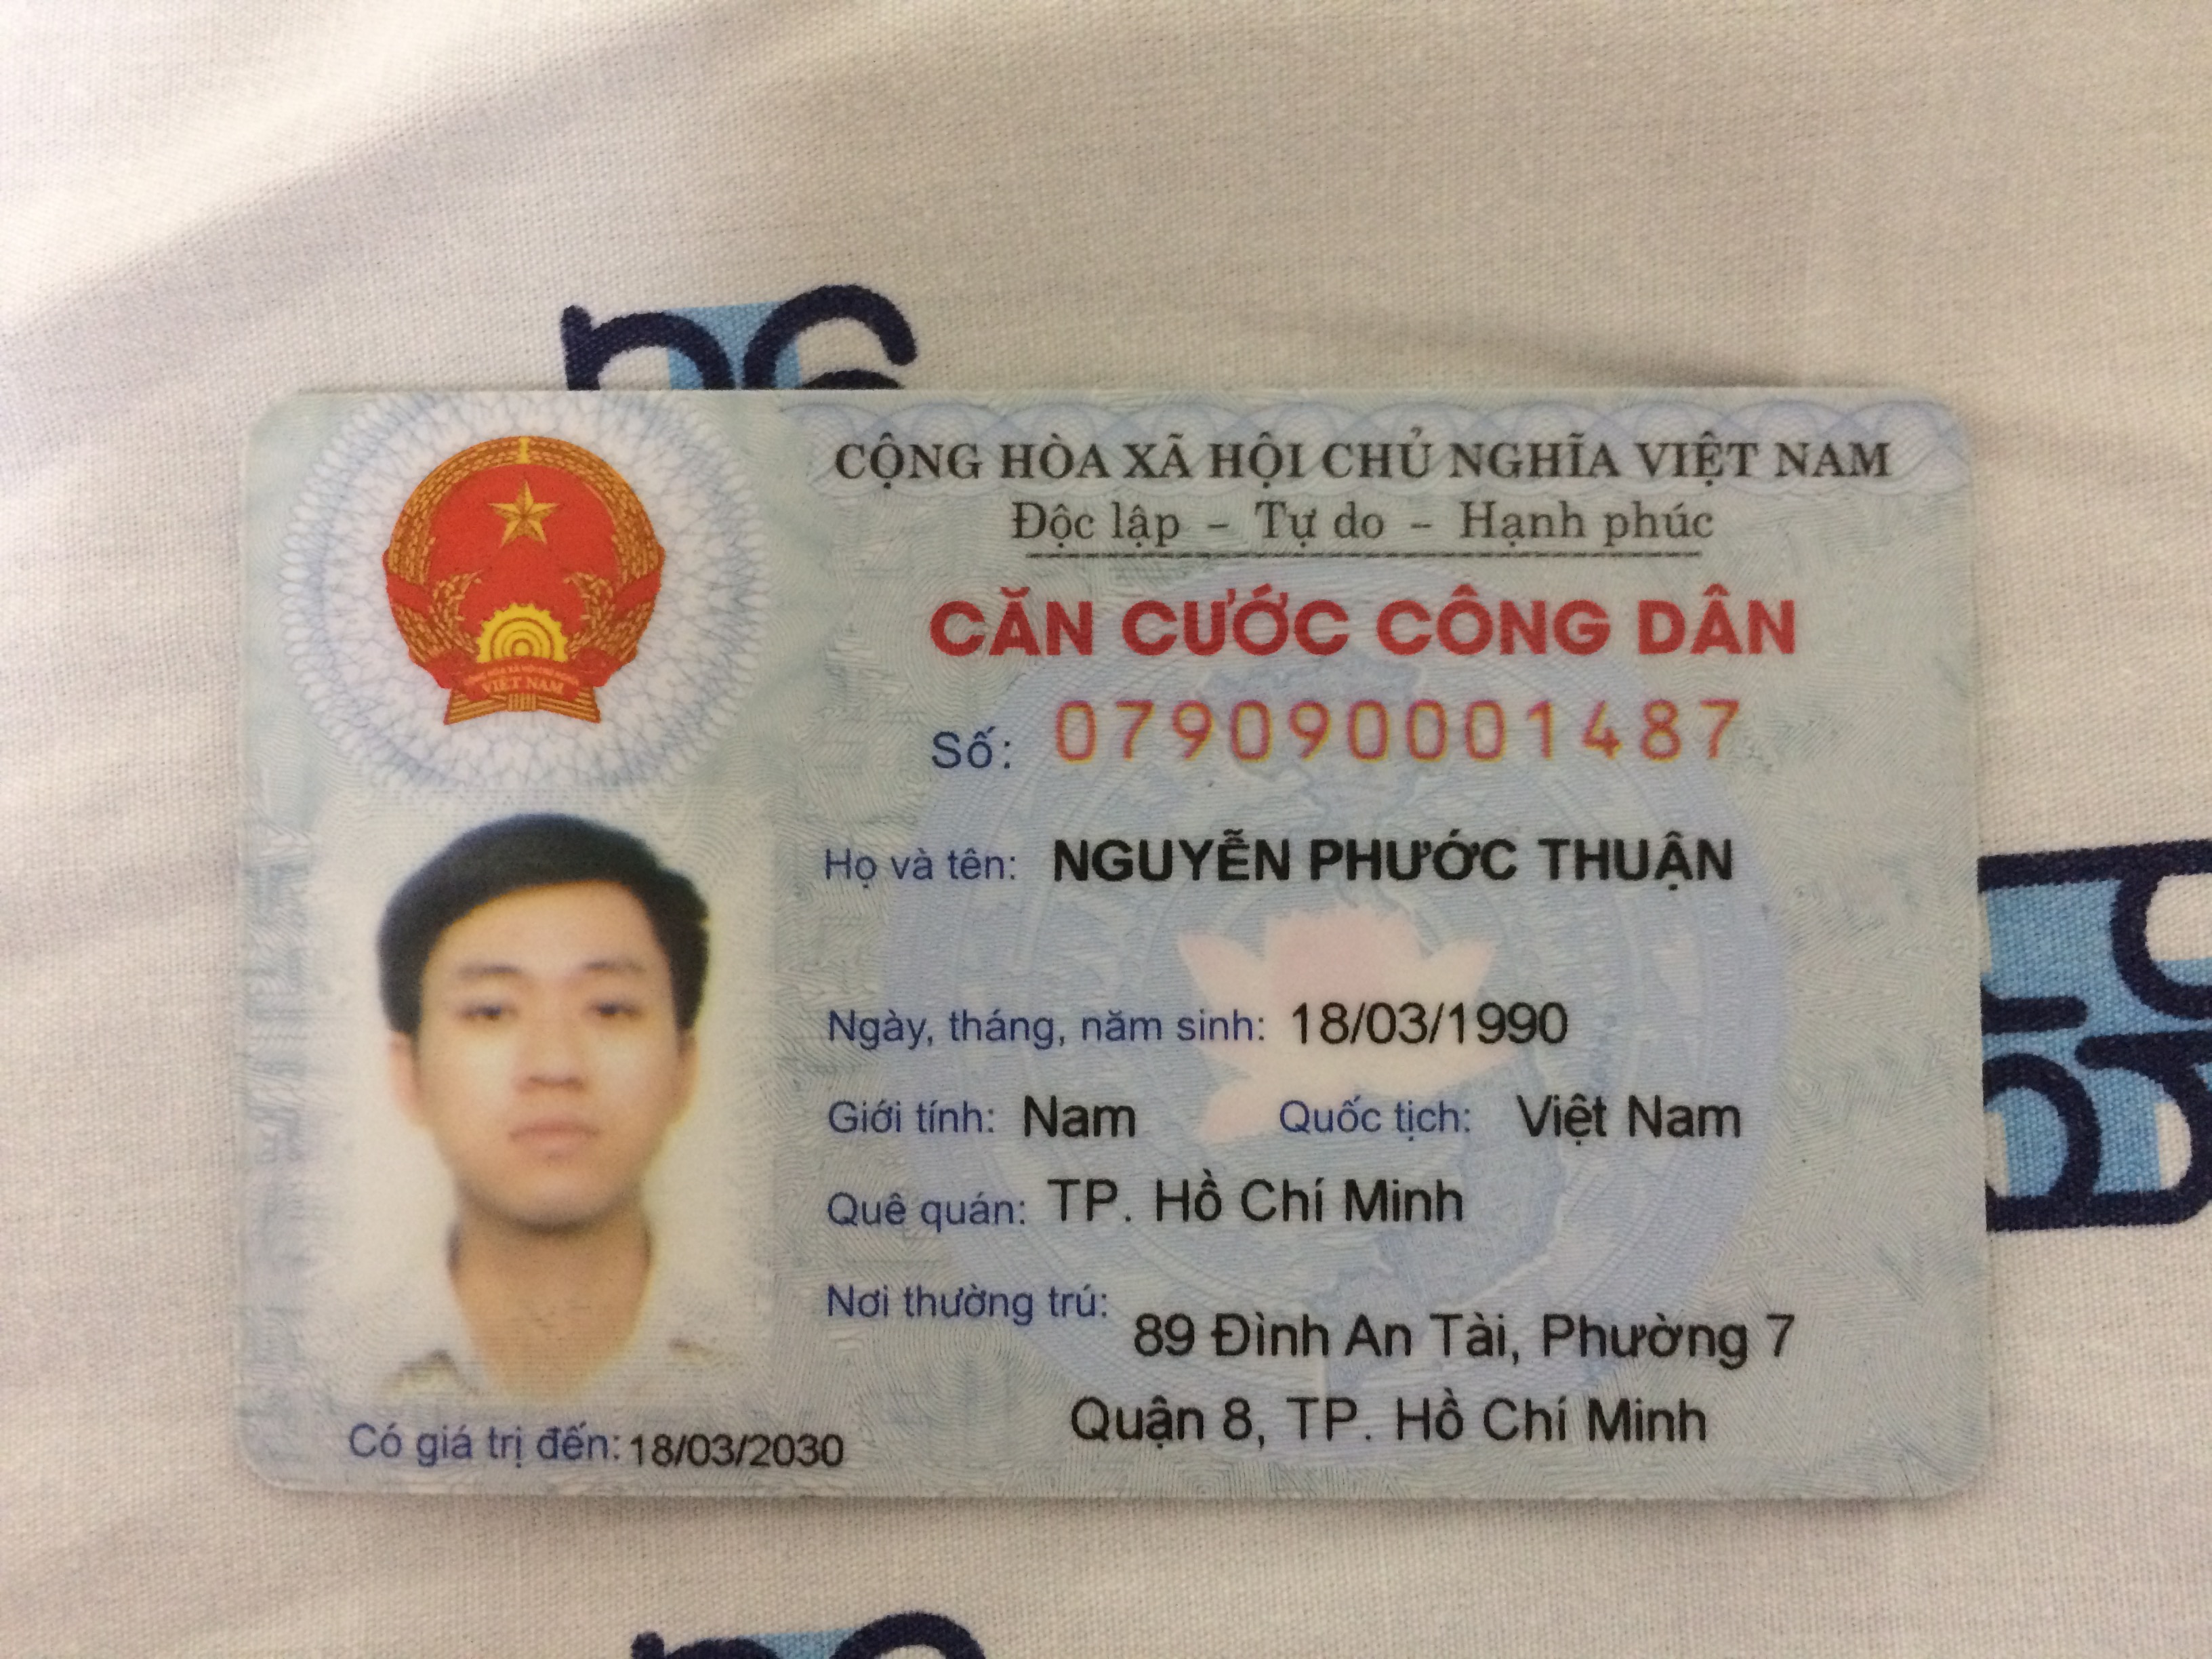 CỘNG HÒA XÃ HỘI CHỦ NGHĨA VIỆT NAM
Độc lập - Tự do - Hạnh phúc
CĂN CƯỚC CÔNG DÂN
Số: 079090001487
Họ và tên: NGUYỄN PHƯỚC THUẬN
Ngày, tháng, năm sinh: 18/03/1990
Giới tính: Nam Quốc tịch: Việt Nam
Quê quán: TP. Hồ Chí Minh
Nơi thường trú: 89 Đình An Tài, Phường 7
Quận 8, TP. Hồ Chí Minh
Có giá trị đến: 18/03/2030
VIỆT NAM